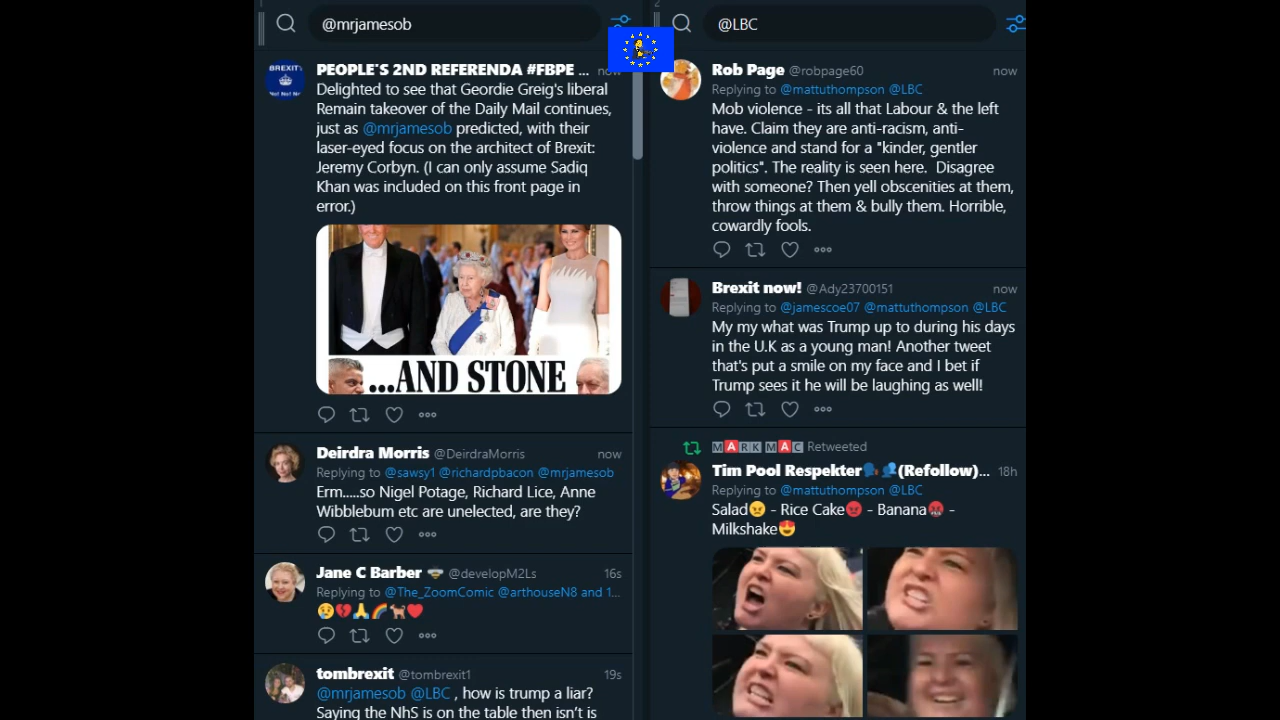 1
@mrjamesob
BREXIT?
PEOPLE'S 2ND REFERENDA #FBPE ... now
Delighted to see that Geordie Greig's liberal
Remain takeover of the Daily Mail continues,
just as @mrjamesob predicted, with their
laser-eyed focus on the architect of Brexit:
Jeremy Corbyn. (I can only assume Sadiq
Khan was included on this front page in
error.)
...AND STONE
Deirdra Morris @DeirdraMorris now
Replying to @sawsy1 @richardpbacon @mrjamesob
Erm.....so Nigel Potage, Richard Lice, Anne
Wibblebum etc are unelected, are they?
Jane C Barber @developM2Ls 16s
Replying to @The_ZoomComic @arthouseN8 and 1...
😢💔🙏🌈🐕❤️
tombrexit @tombrexit1 19s
@mrjamesob @LBC , how is trump a liar?
Saying the NhS is on the table then isn't is
2
@LBC
Rob Page @robpage60 now
Replying to @mattuthompson @LBC
Mob violence - its all that Labour & the left
have. Claim they are anti-racism, anti-
violence and stand for a "kinder, gentler
politics". The reality is seen here.  Disagree
with someone? Then yell obscenities at them,
throw things at them & bully them. Horrible,
cowardly fools.
Brexit now! @Ady23700151 now
Replying to @jamescoe07 @mattuthompson @LBC
My my what was Trump up to during his days
in the U.K as a young man! Another tweet
that's put a smile on my face and I bet if
Trump sees it he will be laughing as well!
🅼🅰🆁🅺 🅼🅰🅲 Retweeted
Tim Pool Respekter🗣👥(Refollow)... 18h
Replying to @mattuthompson @LBC
Salad😠 - Rice Cake😡 - Banana🤬 -
Milkshake😍